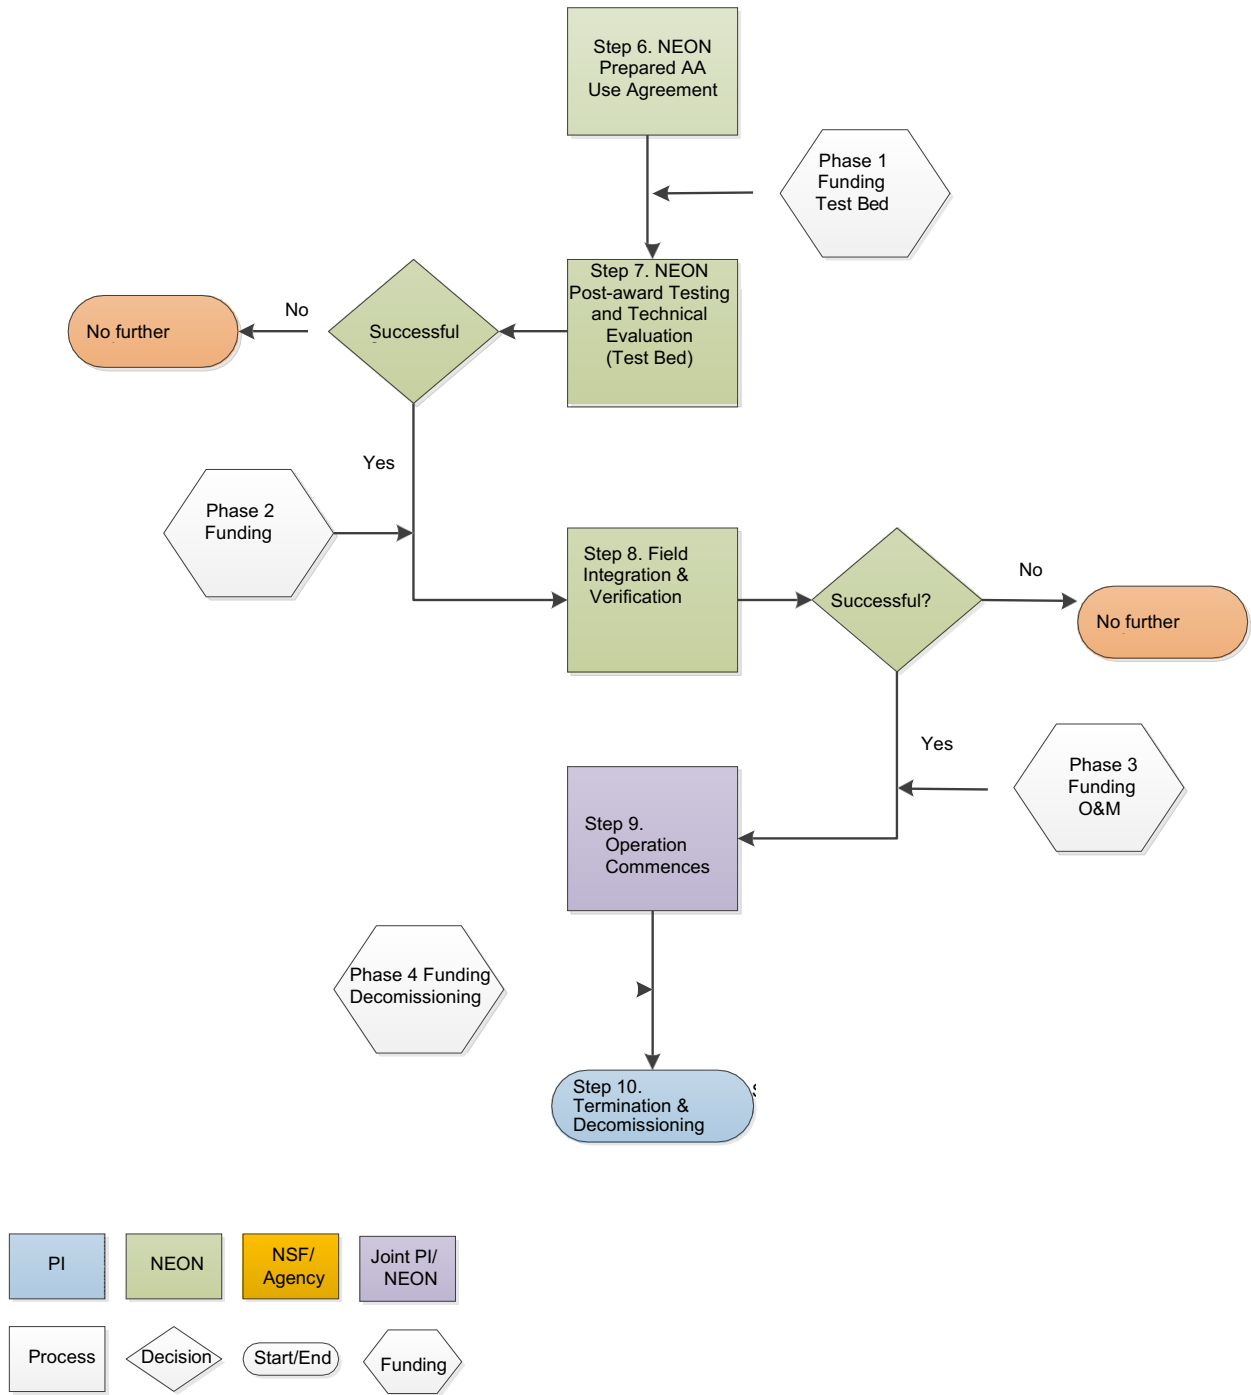 Step 6. NEON
Prepared AA
Use Agreement
Phase 1
Funding
Test Bed
Step 7. NEON
Post-award Testing
and Technical
Evaluation
(Test Bed)
Successful
No
No further
Yes
Phase 2
Funding
Step 8. Field
Integration &
Verification
Successful?
No
No further
Yes
Phase 3
Funding
O&M
Step 9.
Operation
Commences
Phase 4 Funding
Decomissioning
Step 10.
Termination &
Decomissioning
PI
NEON
NSF/
Agency
Joint PI/
NEON
Process
Decision
Start/End
Funding